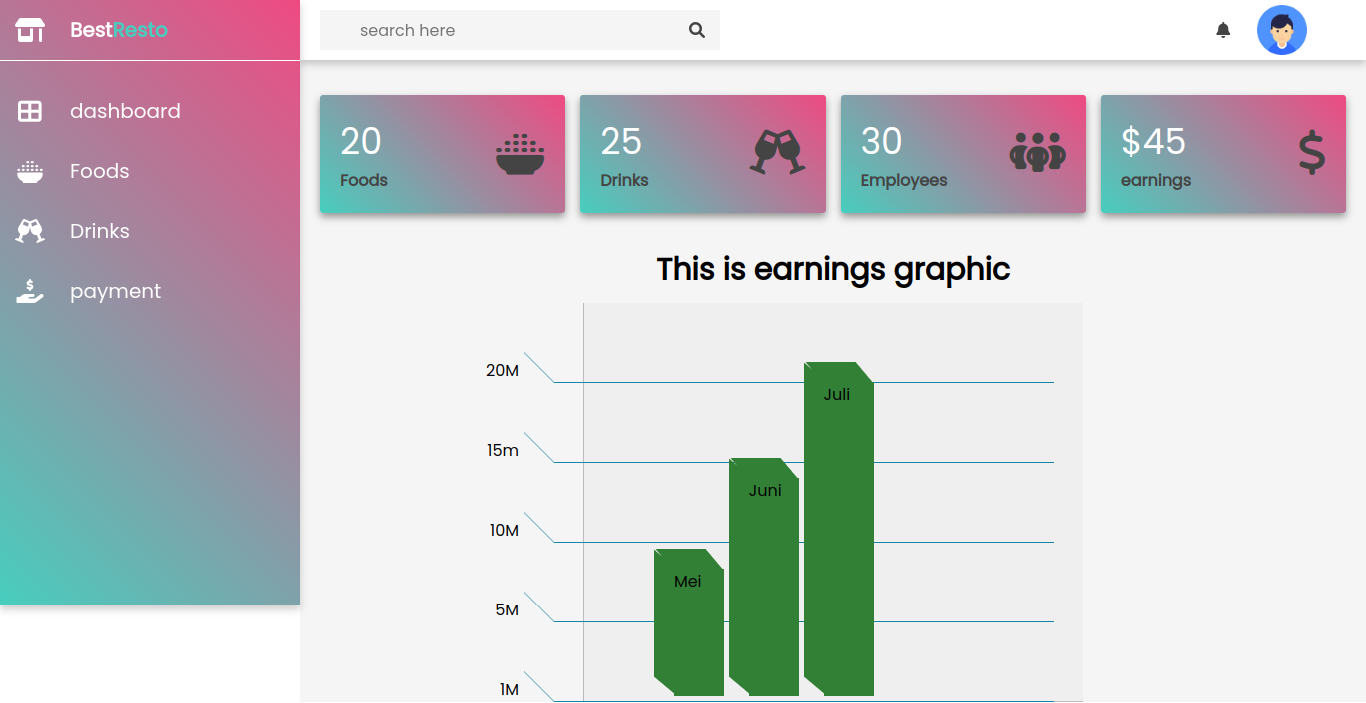 BestResto
search here
dashboard
Foods
Drinks
payment
20
Foods
25
Drinks
30
Employees
$45
earnings
This is earnings graphic
20M
15m
10M
5M
1M
Mei
Juni
Juli